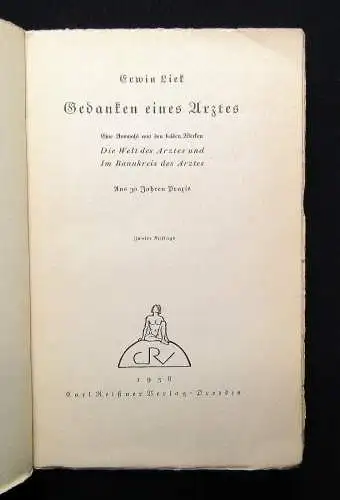 Erwin Liek
Gedanken eines Arztes
Eine Auswahl aus den beiden Werken
Die Welt des Arztes und
Im Bannkreis des Arztes
Aus 30 Jahren Praxis
Zweite Auflage
CRV
1938
Carl Reißner Verlag - Dresden